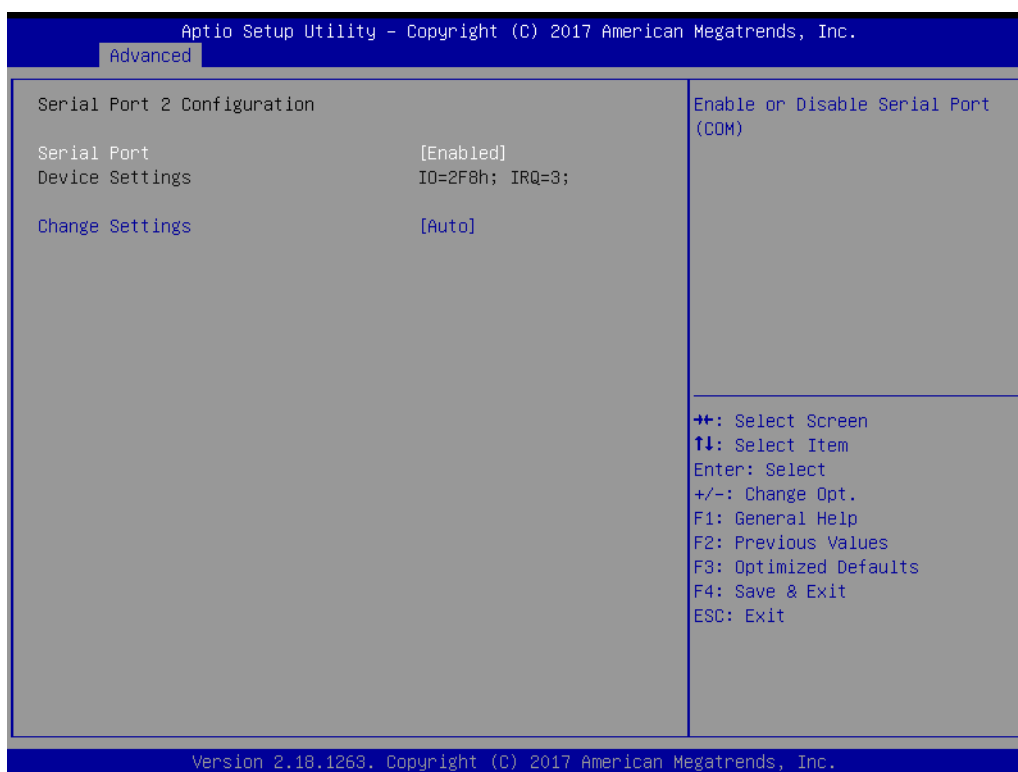 Aptio Setup Utility – Copyright (C) 2017 American Megatrends, Inc.
Advanced
Serial Port 2 Configuration
Serial Port [Enabled]
Device Settings IO=2F8h; IRQ=3;
Change Settings [Auto]
Enable or Disable Serial Port
(COM)
→←: Select Screen
↑↓: Select Item
Enter: Select
+/-: Change Opt.
F1: General Help
F2: Previous Values
F3: Optimized Defaults
F4: Save & Exit
ESC: Exit
Version 2.18.1263. Copyright (C) 2017 American Megatrends, Inc.